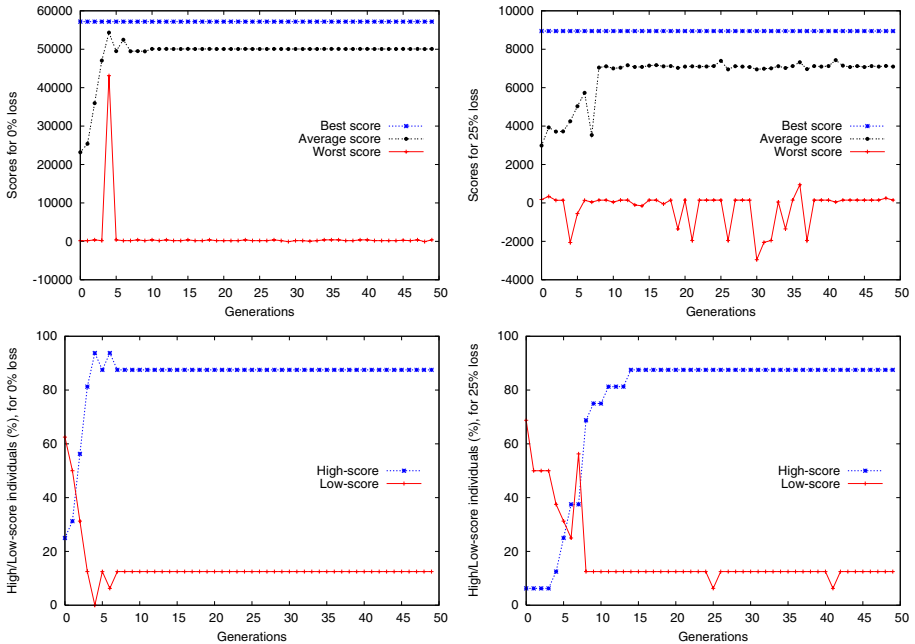 60000
50000
40000
30000
20000
10000
0
-10000
Scores for 0% loss
Best score
Average score
Worst score
0 5 10 15 20 25 30 35 40 45 50
Generations
10000
8000
6000
4000
2000
0
-2000
-4000
Scores for 25% loss
Best score
Average score
Worst score
0 5 10 15 20 25 30 35 40 45 50
Generations
100
80
60
40
20
0
High/Low-score individuals (%), for 0% loss
High-score
Low-score
0 5 10 15 20 25 30 35 40 45 50
Generations
100
80
60
40
20
0
High/Low-score individuals (%), for 25% loss
High-score
Low-score
0 5 10 15 20 25 30 35 40 45 50
Generations